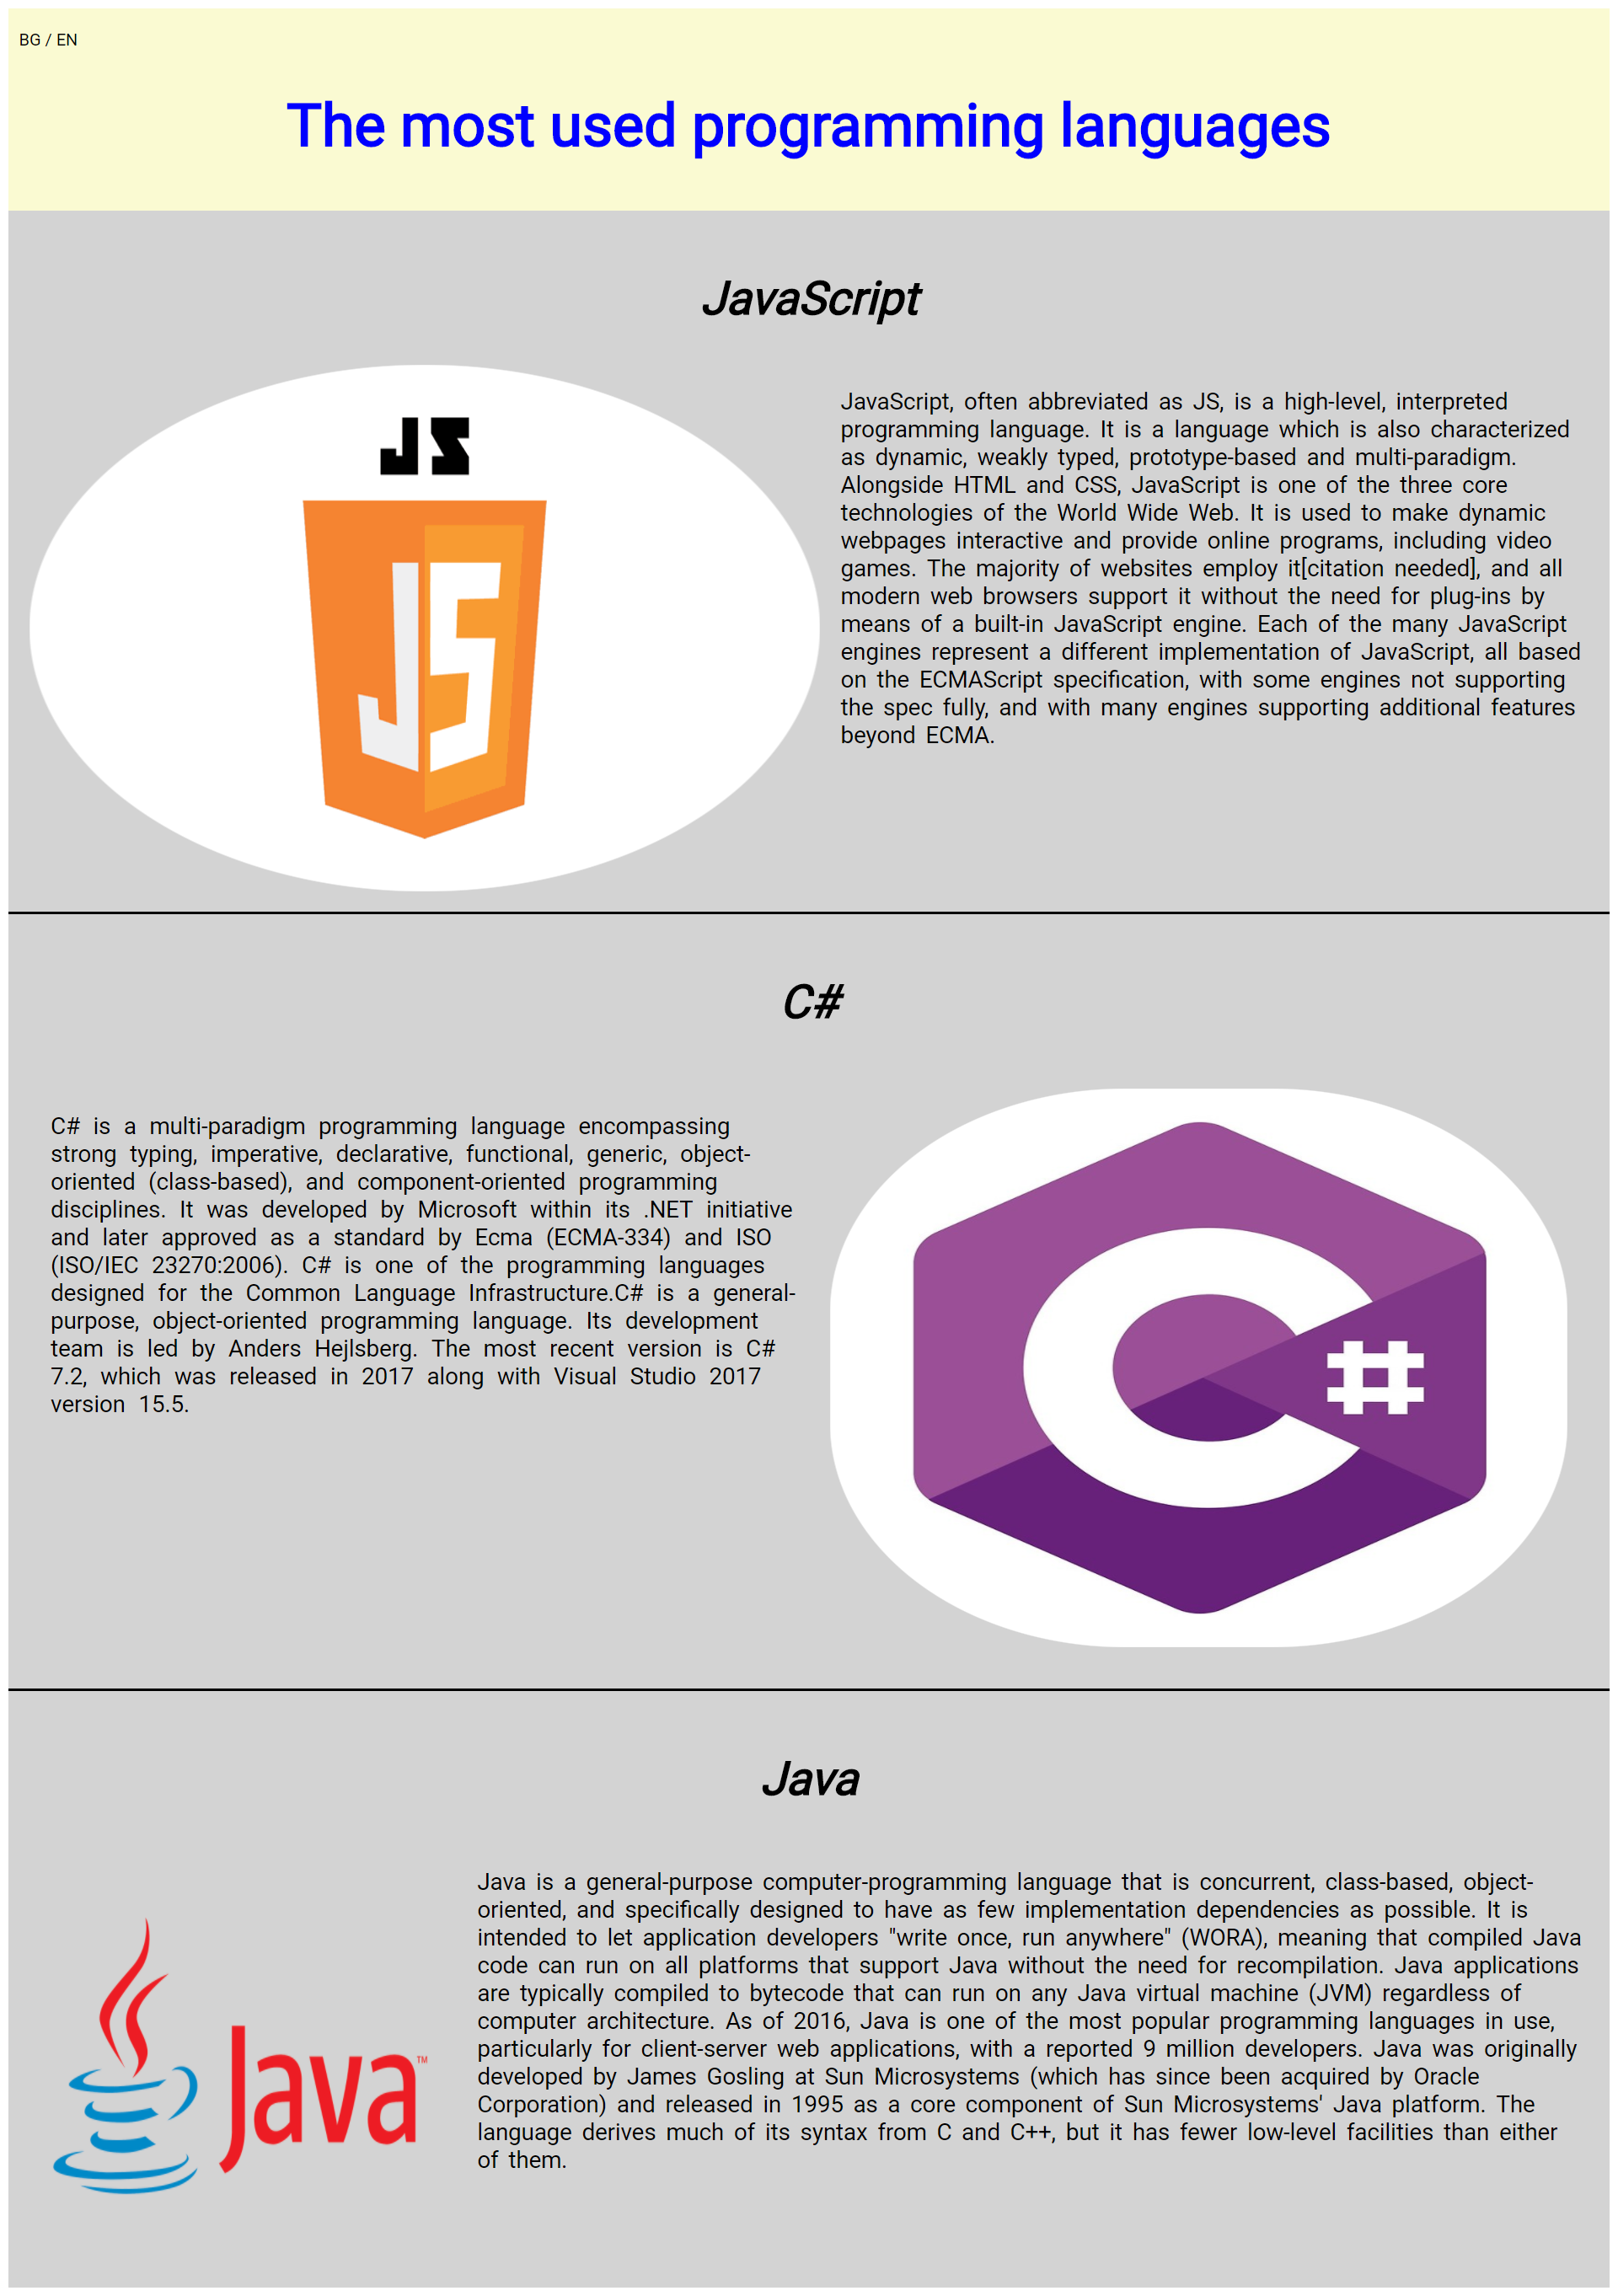 BG / EN
The most used programming languages
JavaScript
JS
JS
JavaScript, often abbreviated as JS, is a high-level, interpreted
programming language. It is a language which is also characterized
as dynamic, weakly typed, prototype-based and multi-paradigm.
Alongside HTML and CSS, JavaScript is one of the three core
technologies of the World Wide Web. It is used to make dynamic
webpages interactive and provide online programs, including video
games. The majority of websites employ it[citation needed], and all
modern web browsers support it without the need for plug-ins by
means of a built-in JavaScript engine. Each of the many JavaScript
engines represent a different implementation of JavaScript, all based
on the ECMAScript specification, with some engines not supporting
the spec fully, and with many engines supporting additional features
beyond ECMA.
C#
C# is a multi-paradigm programming language encompassing
strong typing, imperative, declarative, functional, generic, object-
oriented (class-based), and component-oriented programming
disciplines. It was developed by Microsoft within its .NET initiative
and later approved as a standard by Ecma (ECMA-334) and ISO
(ISO/IEC 23270:2006). C# is one of the programming languages
designed for the Common Language Infrastructure.C# is a general-
purpose, object-oriented programming language. Its development
team is led by Anders Hejlsberg. The most recent version is C#
7.2, which was released in 2017 along with Visual Studio 2017
version 15.5.
C#
Java
Java is a general-purpose computer-programming language that is concurrent, class-based, object-
oriented, and specifically designed to have as few implementation dependencies as possible. It is
intended to let application developers "write once, run anywhere" (WORA), meaning that compiled Java
code can run on all platforms that support Java without the need for recompilation. Java applications
are typically compiled to bytecode that can run on any Java virtual machine (JVM) regardless of
computer architecture. As of 2016, Java is one of the most popular programming languages in use,
particularly for client-server web applications, with a reported 9 million developers. Java was originally
developed by James Gosling at Sun Microsystems (which has since been acquired by Oracle
Corporation) and released in 1995 as a core component of Sun Microsystems' Java platform. The
language derives much of its syntax from C and C++, but it has fewer low-level facilities than either
of them.
Java™